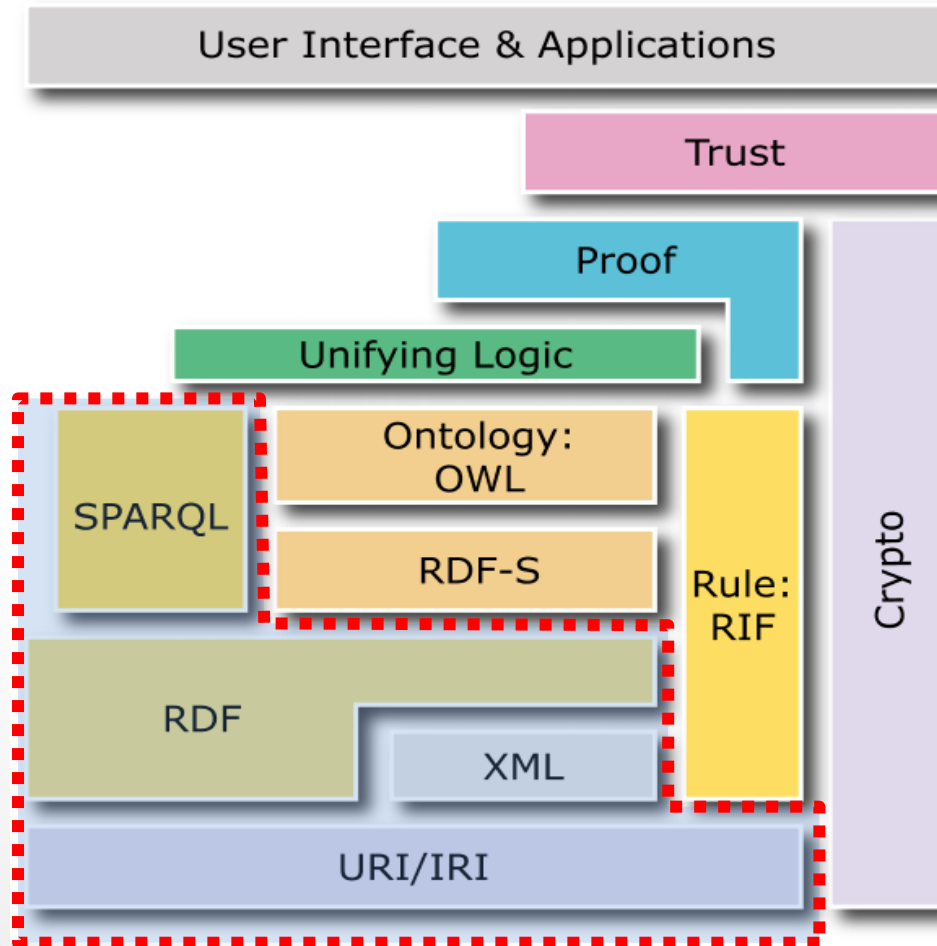 User Interface & Applications
Trust
Proof
Unifying Logic
Ontology:
OWL
SPARQL
RDF-S
Rule:
RIF
Crypto
RDF
XML
URI/IRI